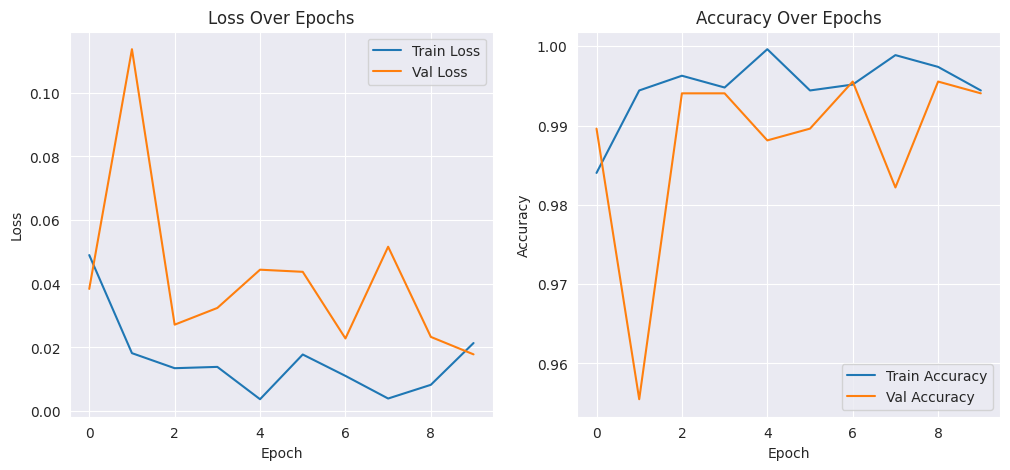 Loss Over Epochs
Train Loss
Val Loss
0.10
0.08
0.06
0.04
0.02
0.00
Loss
0 2 4 6 8
Epoch
Accuracy Over Epochs
1.00
0.99
0.98
0.97
0.96
Accuracy
Train Accuracy
Val Accuracy
0 2 4 6 8
Epoch